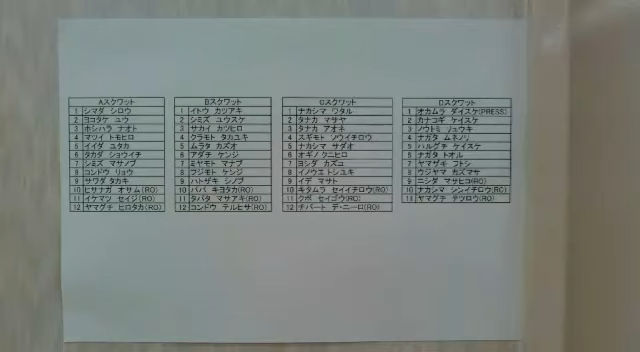 Aスクワット
1 シマダ シロウ
2 ヨコタケ ユウ
3 ホシハラ ナオト
4 マツイ トモヒロ
5 イイダ ユタカ
6 タカダ ショウイチ
7 シミズ マサノブ
8 コンドウ リョウ
9 サワダ タカキ
10 ヒサナガ オサム(RO)
11 イケマツ セイジ(RO)
12 ヤマグチ ヒロタカ(RO)
Bスクワット
1 イトウ カツアキ
2 シミズ ユウスケ
3 サカイ カツヒロ
4 クラモト タカユキ
5 ムラタ カズオ
6 アダチ ケンジ
7 ミヤモト マナブ
8 フジモト ケンジ
9 ハトザキ シノブ
10 ババ キヨタカ(RO)
11 タバタ マサアキ(RO)
12 コンドウ テルヒサ(RO)
Cスクワット
1 ナカシマ ワタル
2 タナカ マサヤ
3 タナカ アオネ
4 スギモト ソウイチロウ
5 ナカシマ サダオ
6 オギノ クニヒロ
7 ヨシダ カズコ
8 イノウエ トシユキ
9 イデ マサト
10 キタムラ セイイチロウ(RO)
11 クボ セイゴウ(RO)
12 チバート デ・ニーロ(RO)
Dスクワット
1 オカムラ ダイスケ(PRESS)
2 カナコギ ケイスケ
3 ノウトミ リュウキ
4 ナガタ ムネノリ
5 ハルグチ ケイスケ
6 ナガタ トオル
7 ヤマザキ フトシ
8 ウジヤマ カズマサ
9 ニシダ マサヒコ(RO)
10 ナカシマ シンイチロウ(RO)
11 ヤマグチ テツロウ(RO)